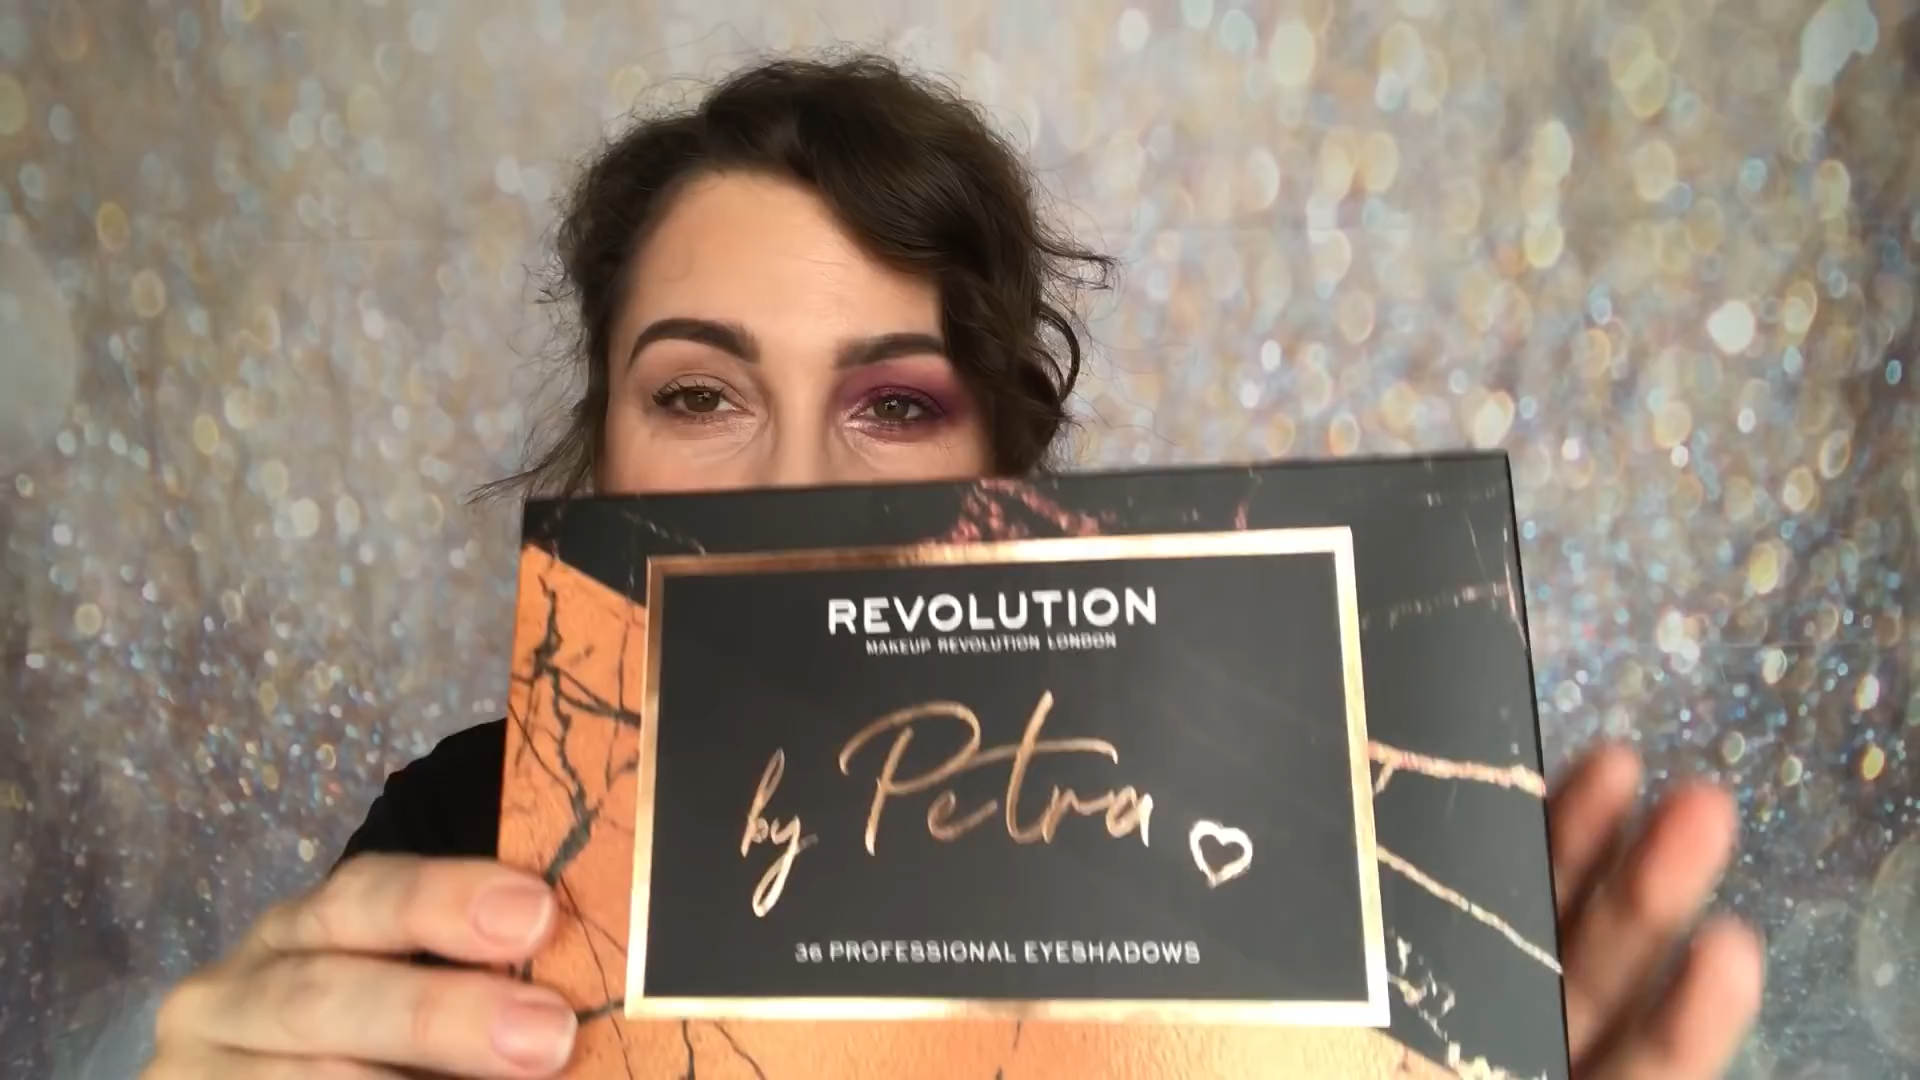 REVOLUTION
MAKEUP REVOLUTION LONDON
by Petra
36 PROFESSIONAL EYESHADOWS